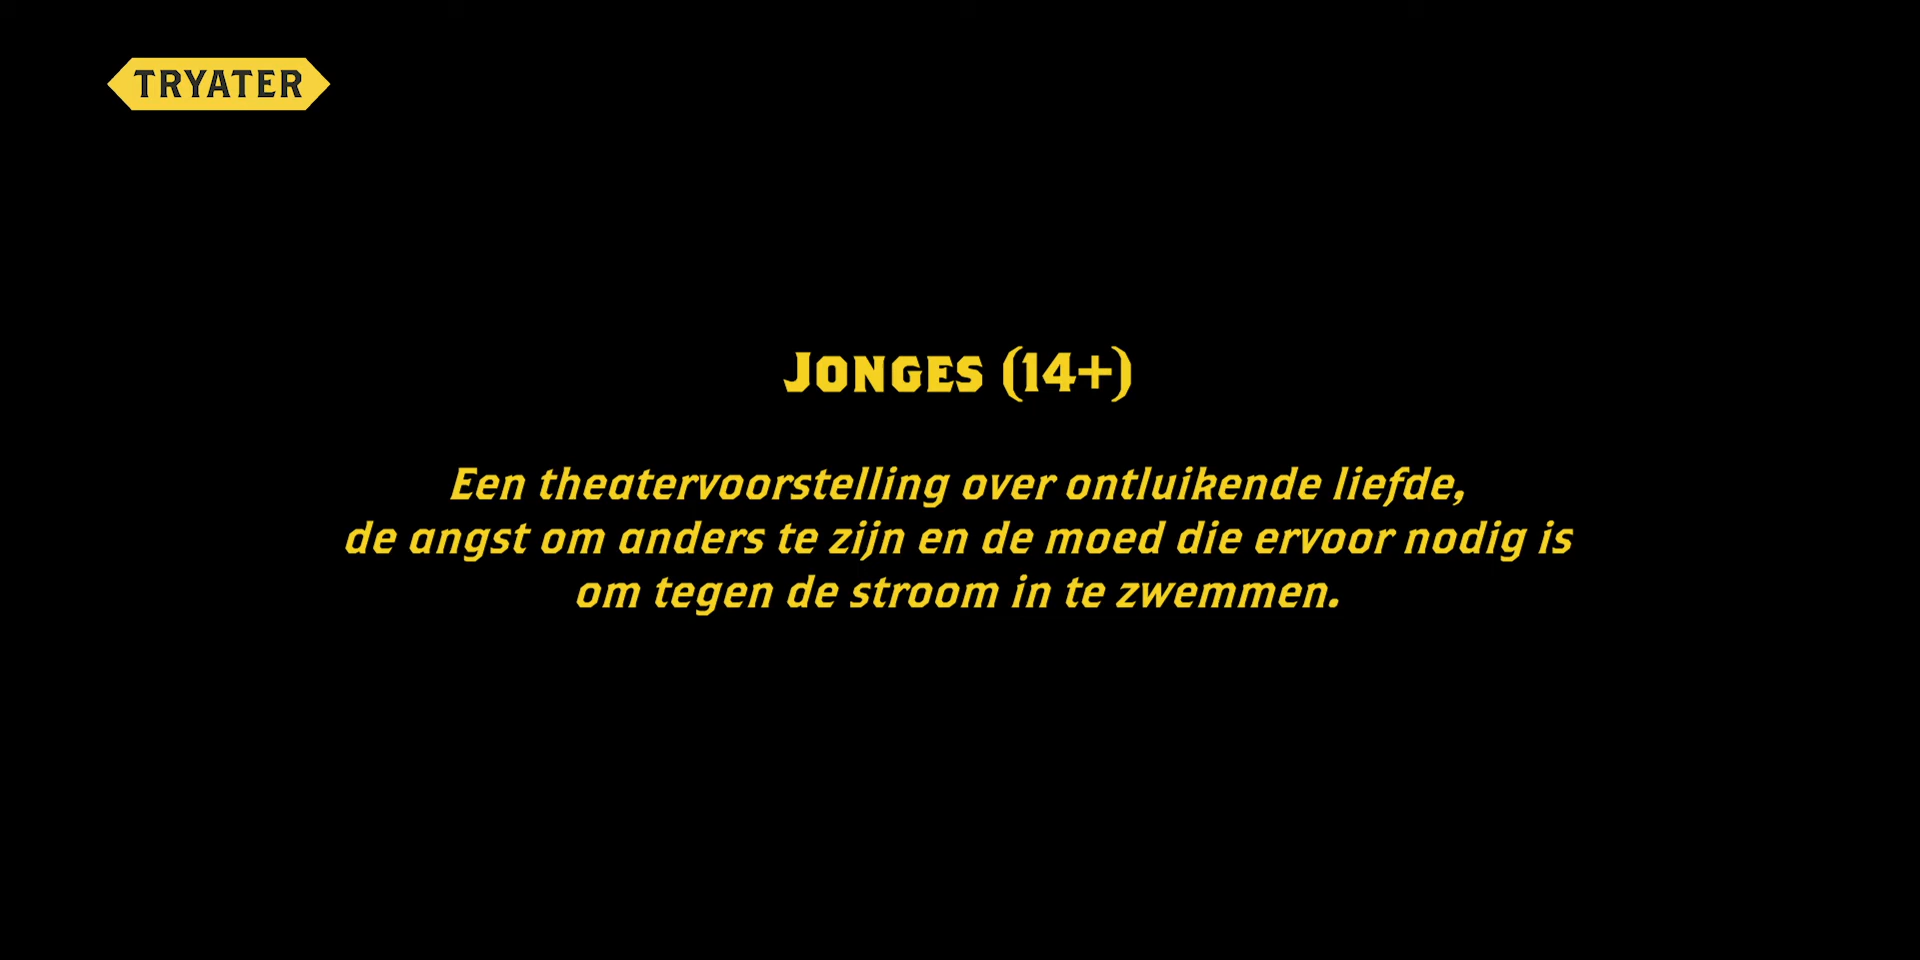 TRYATER
Jonges (14+)
Een theatervoorstelling over ontluikende liefde,
de angst om anders te zijn en de moed die ervoor nodig is
om tegen de stroom in te zwemmen.